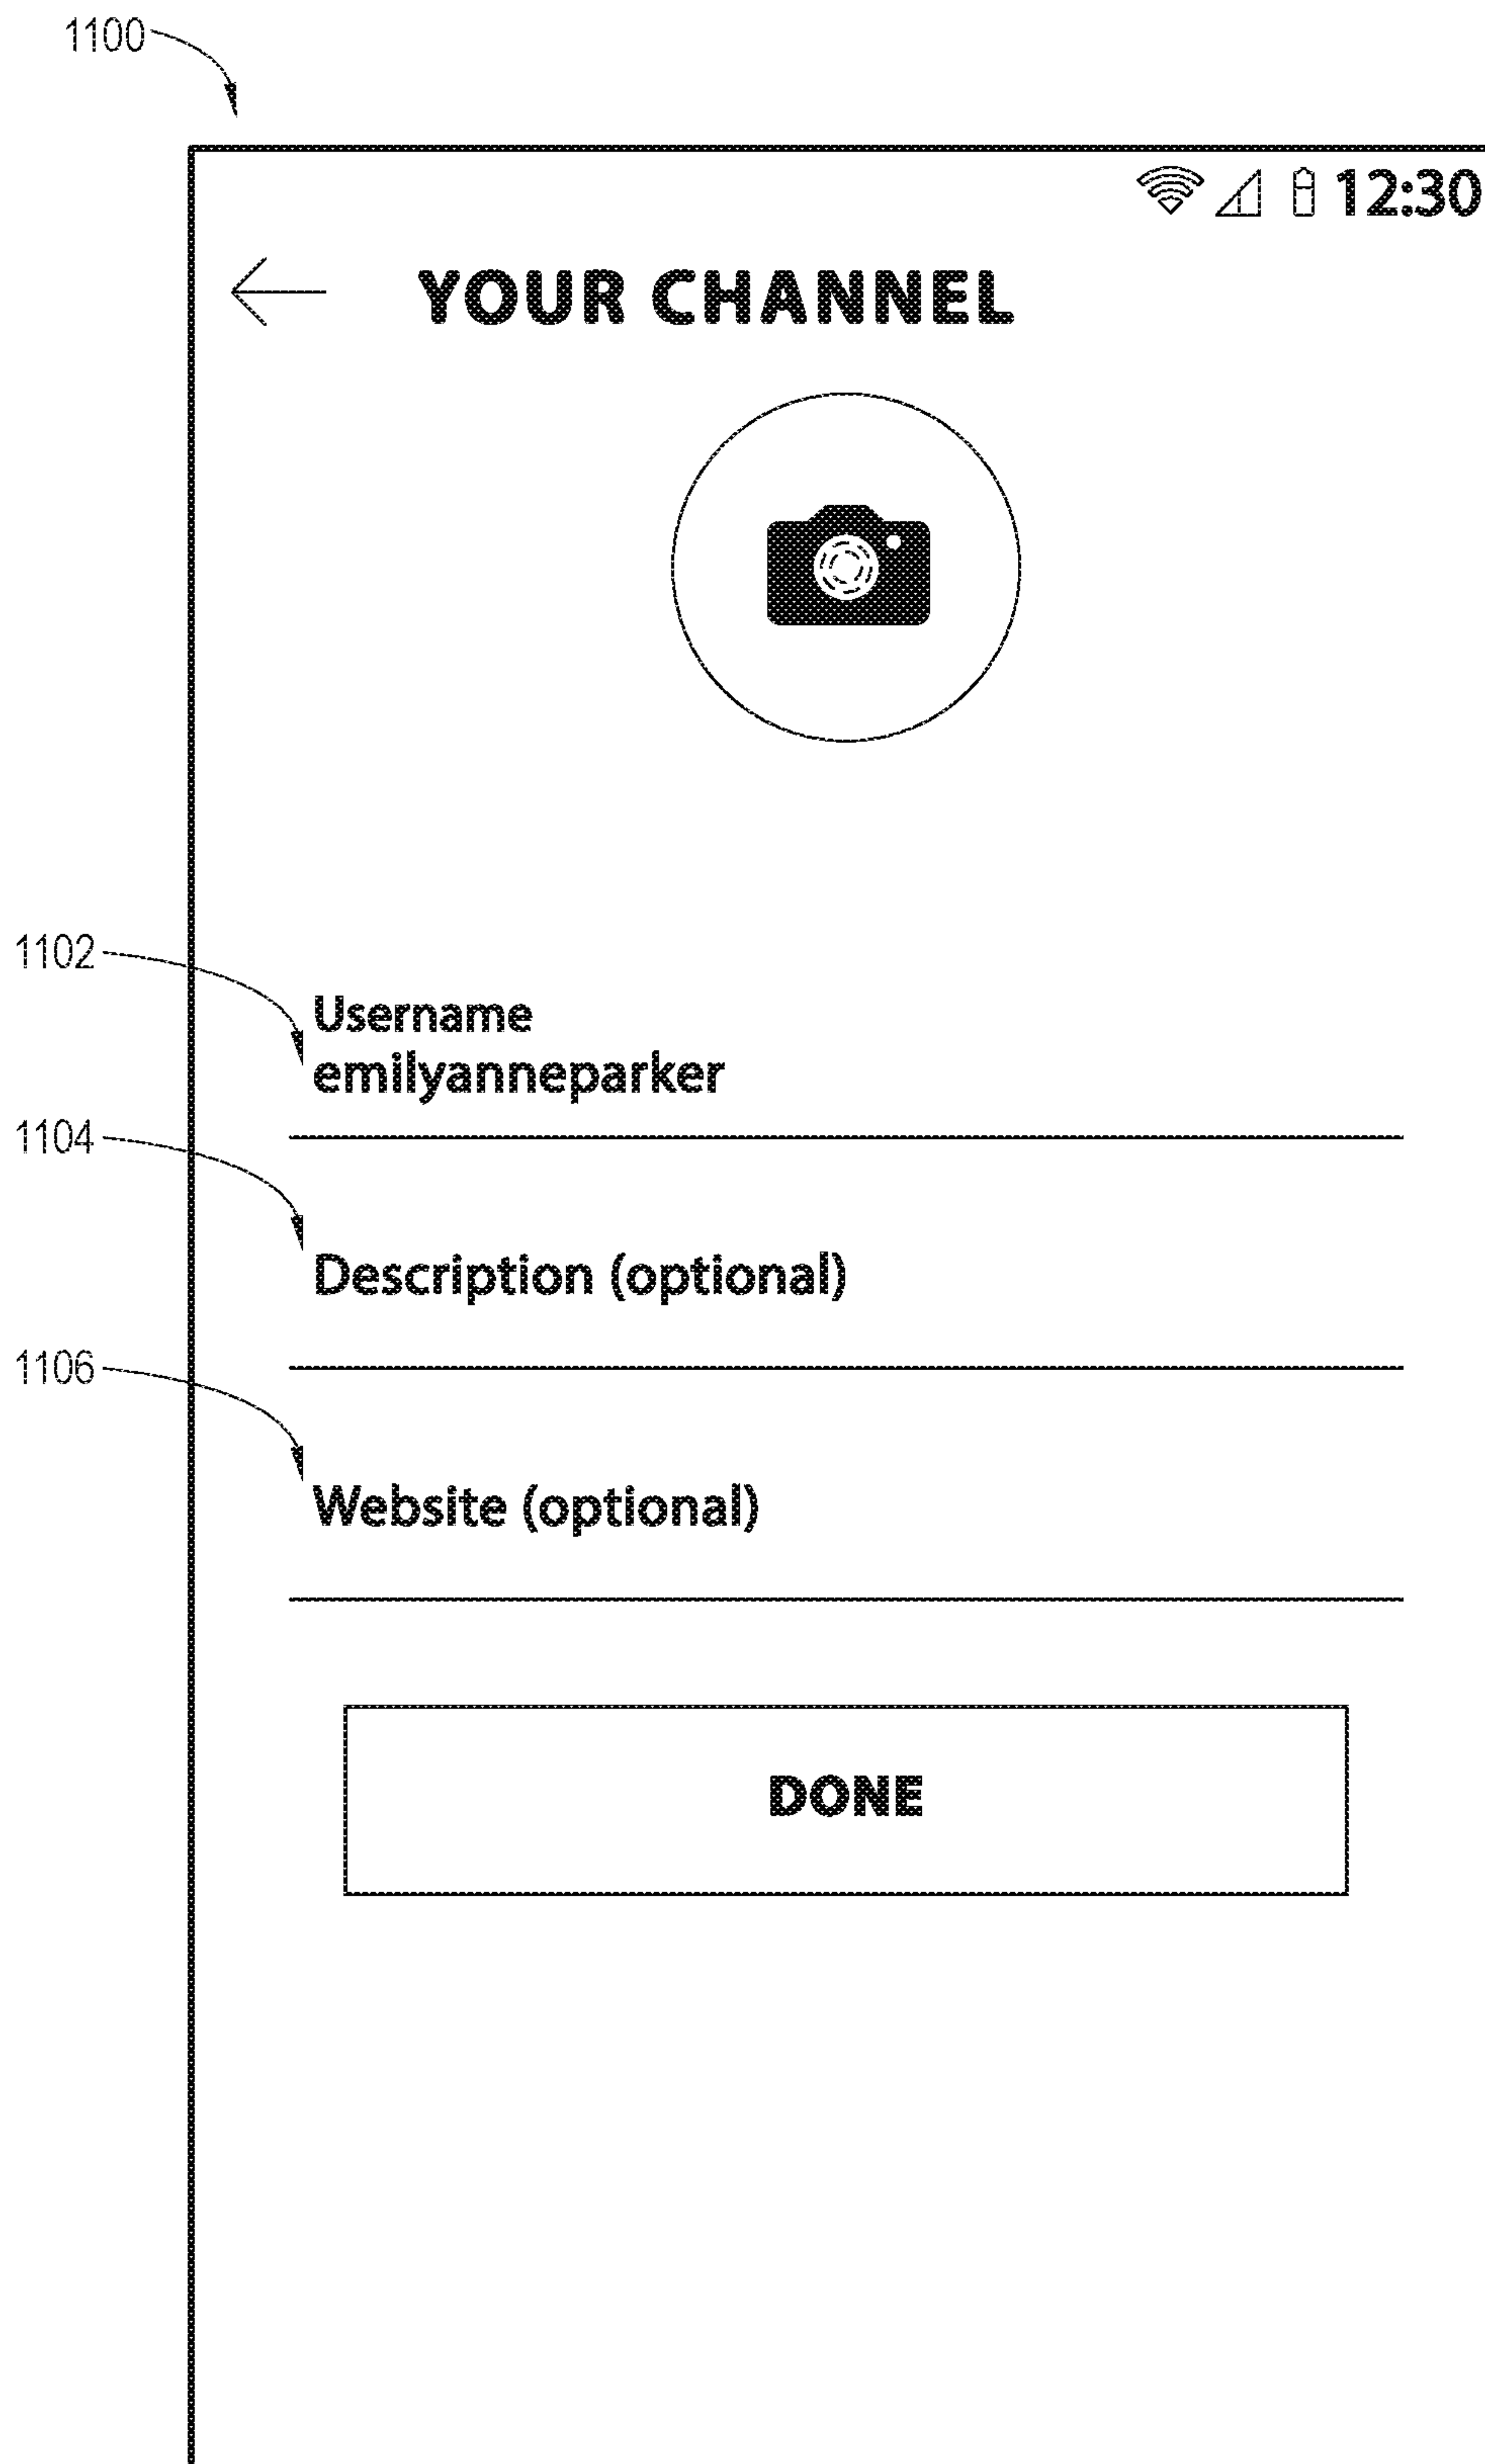 1100
12:30
YOUR CHANNEL
1102
Username
emilyanneparker
1104
Description (optional)
1106
Website (optional)
DONE